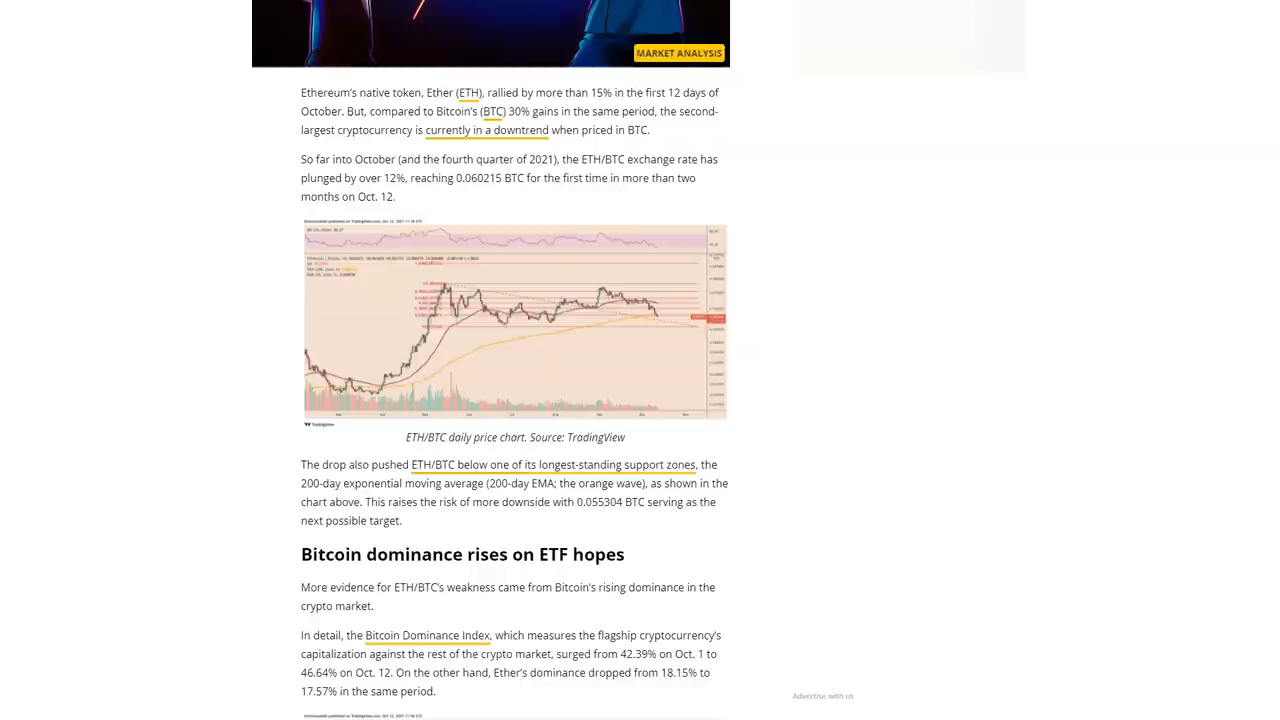 MARKET ANALYSIS
Ethereum's native token, Ether (ETH), rallied by more than 15% in the first 12 days of
October. But, compared to Bitcoin's (BTC) 30% gains in the same period, the second-
largest cryptocurrency is currently in a downtrend when priced in BTC.
So far into October (and the fourth quarter of 2021), the ETH/BTC exchange rate has
plunged by over 12%, reaching 0.060215 BTC for the first time in more than two
months on Oct. 12.
TradingView
ETH/BTC daily price chart. Source: TradingView
The drop also pushed ETH/BTC below one of its longest-standing support zones, the
200-day exponential moving average (200-day EMA; the orange wave), as shown in the
chart above. This raises the risk of more downside with 0.055304 BTC serving as the
next possible target.
Bitcoin dominance rises on ETF hopes
More evidence for ETH/BTC's weakness came from Bitcoin's rising dominance in the
crypto market.
In detail, the Bitcoin Dominance Index, which measures the flagship cryptocurrency's
capitalization against the rest of the crypto market, surged from 42.39% on Oct. 1 to
46.64% on Oct. 12. On the other hand, Ether's dominance dropped from 18.15% to
17.57% in the same period.
Advertise with us